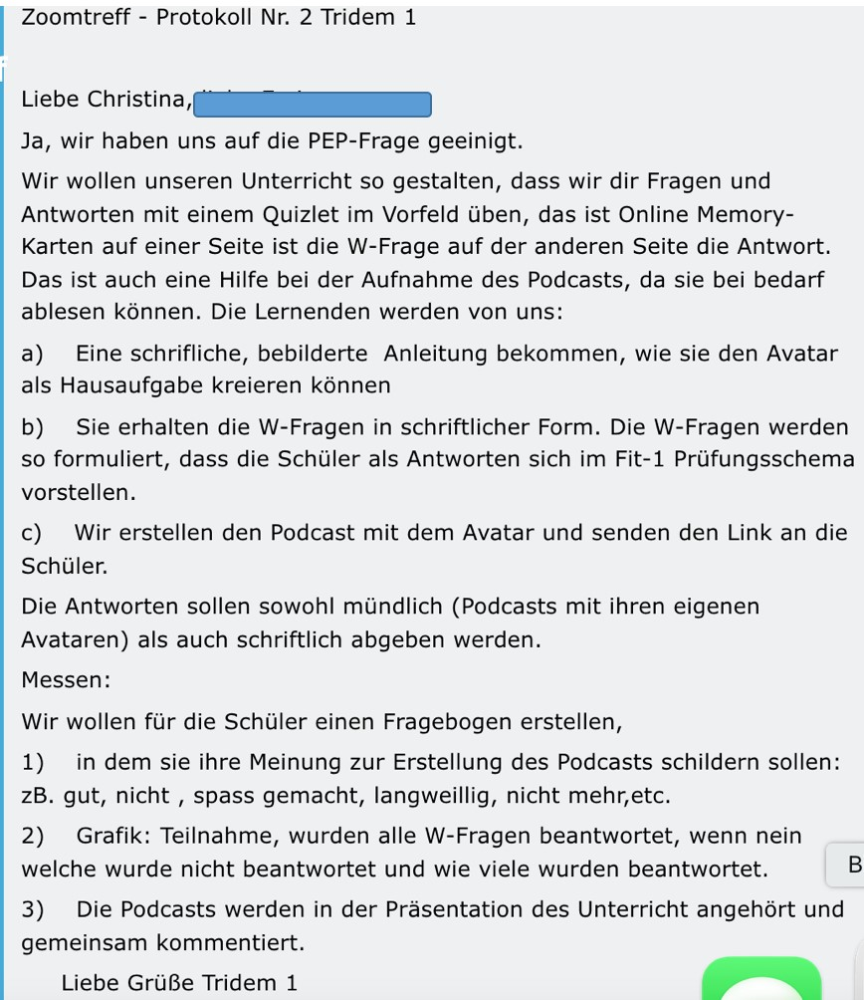 Zoomtreff - Protokoll Nr. 2 Tridem 1
Liebe Christina,
Ja, wir haben uns auf die PEP-Frage geeinigt.
Wir wollen unseren Unterricht so gestalten, dass wir dir Fragen und
Antworten mit einem Quizlet im Vorfeld üben, das ist Online Memory-
Karten auf einer Seite ist die W-Frage auf der anderen Seite die Antwort.
Das ist auch eine Hilfe bei der Aufnahme des Podcasts, da sie bei bedarf
ablesen können. Die Lernenden werden von uns:
a) Eine schrifliche, bebilderte Anleitung bekommen, wie sie den Avatar
als Hausaufgabe kreieren können
b) Sie erhalten die W-Fragen in schriftlicher Form. Die W-Fragen werden
so formuliert, dass die Schüler als Antworten sich im Fit-1 Prüfungsschema
vorstellen.
c) Wir erstellen den Podcast mit dem Avatar und senden den Link an die
Schüler.
Die Antworten sollen sowohl mündlich (Podcasts mit ihren eigenen
Avataren) als auch schriftlich abgeben werden.
Messen:
Wir wollen für die Schüler einen Fragebogen erstellen,
1) in dem sie ihre Meinung zur Erstellung des Podcasts schildern sollen:
zB. gut, nicht , spass gemacht, langweillig, nicht mehr,etc.
2) Grafik: Teilnahme, wurden alle W-Fragen beantwortet, wenn nein
welche wurde nicht beantwortet und wie viele wurden beantwortet.
B
3) Die Podcasts werden in der Präsentation des Unterricht angehört und
gemeinsam kommentiert.
Liebe Grüße Tridem 1